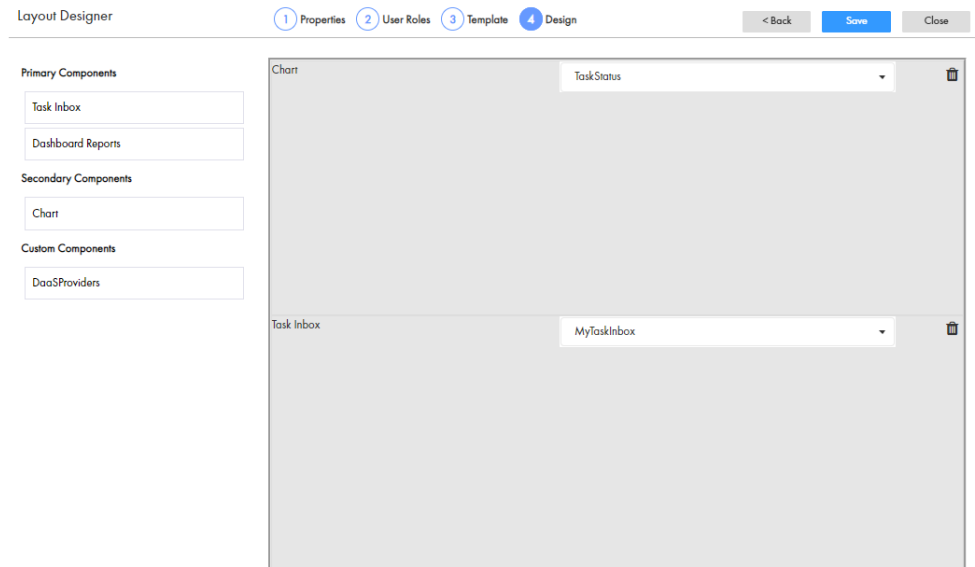 Layout Designer
1 Properties 2 User Roles 3 Template 4 Design
< Back Save Close
Primary Components
Task Inbox
Dashboard Reports
Secondary Components
Chart
Custom Components
DaaSProviders
Chart TaskStatus
Task Inbox MyTaskInbox